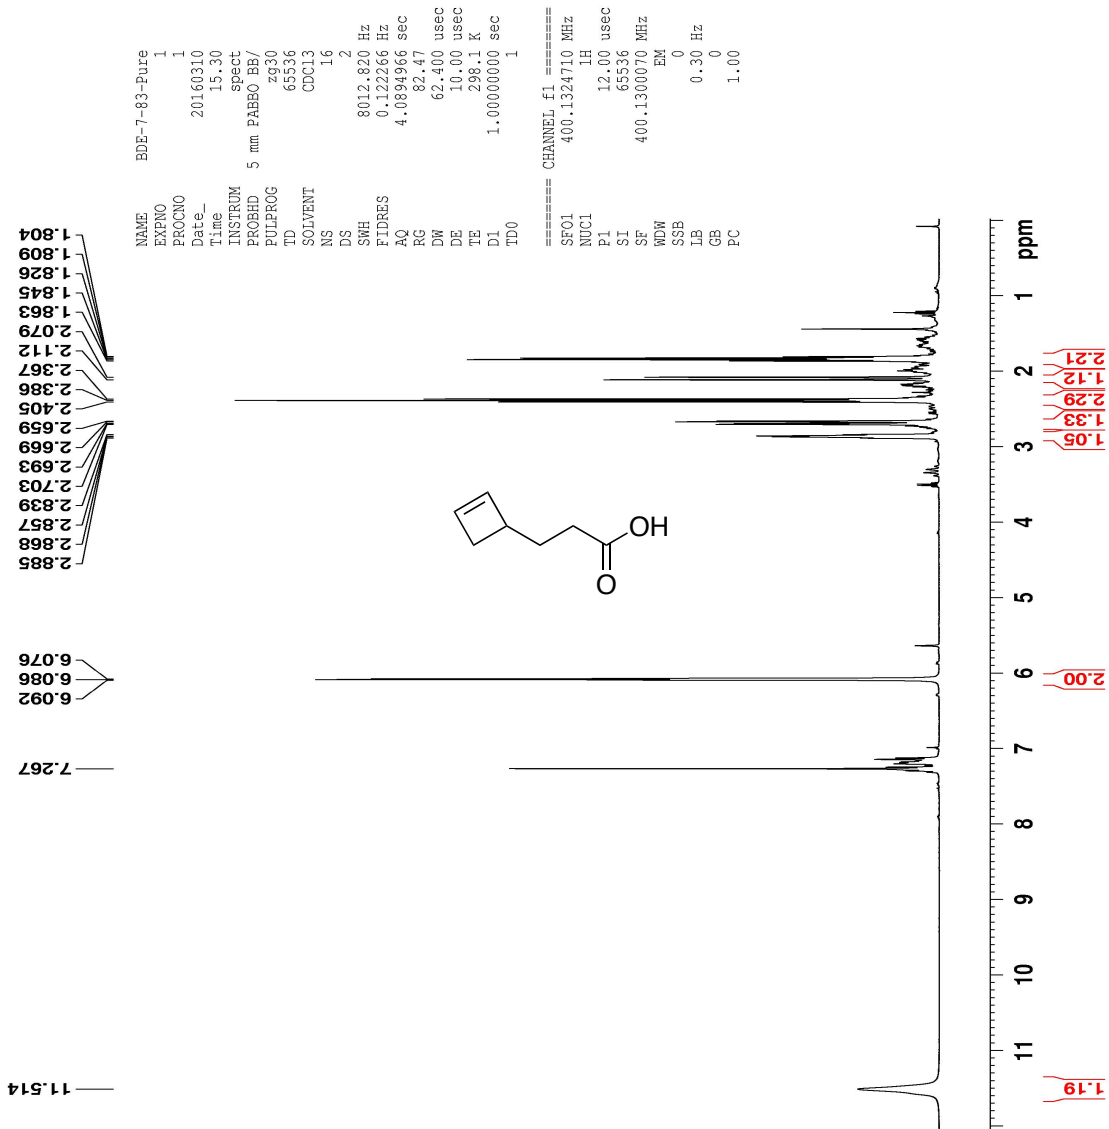 NAME BDE-7-83-Pure
EXPNO 1
PROCNO 1
Date_ 20160310
Time 15.30
INSTRUM spect
PROBHD 5 mm PABBO BB/
PULPROG zg30
TD 65536
SOLVENT CDCl3
NS 16
DS 2
SWH 8012.820 Hz
FIDRES 0.122266 Hz
AQ 4.0894966 sec
RG 82.47
DW 62.400 usec
DE 10.00 usec
TE 298.1 K
D1 1.00000000 sec
TD0 1
======== CHANNEL f1 ========
SFO1 400.1324710 MHz
NUC1 1H
P1 12.00 usec
SI 65536
SF 400.1300070 MHz
WDW EM
SSB 0
LB 0.30 Hz
GB 0
PC 1.00
1.804
1.809
1.826
1.845
1.863
2.079
2.112
2.367
2.386
2.405
2.659
2.669
2.693
2.703
2.839
2.857
2.868
2.885
6.076
6.086
6.092
7.267
11.514
OH
O
ppm
1
2
3
4
5
6
7
8
9
10
11
2.21
1.12
2.29
1.33
1.05
2.00
1.19